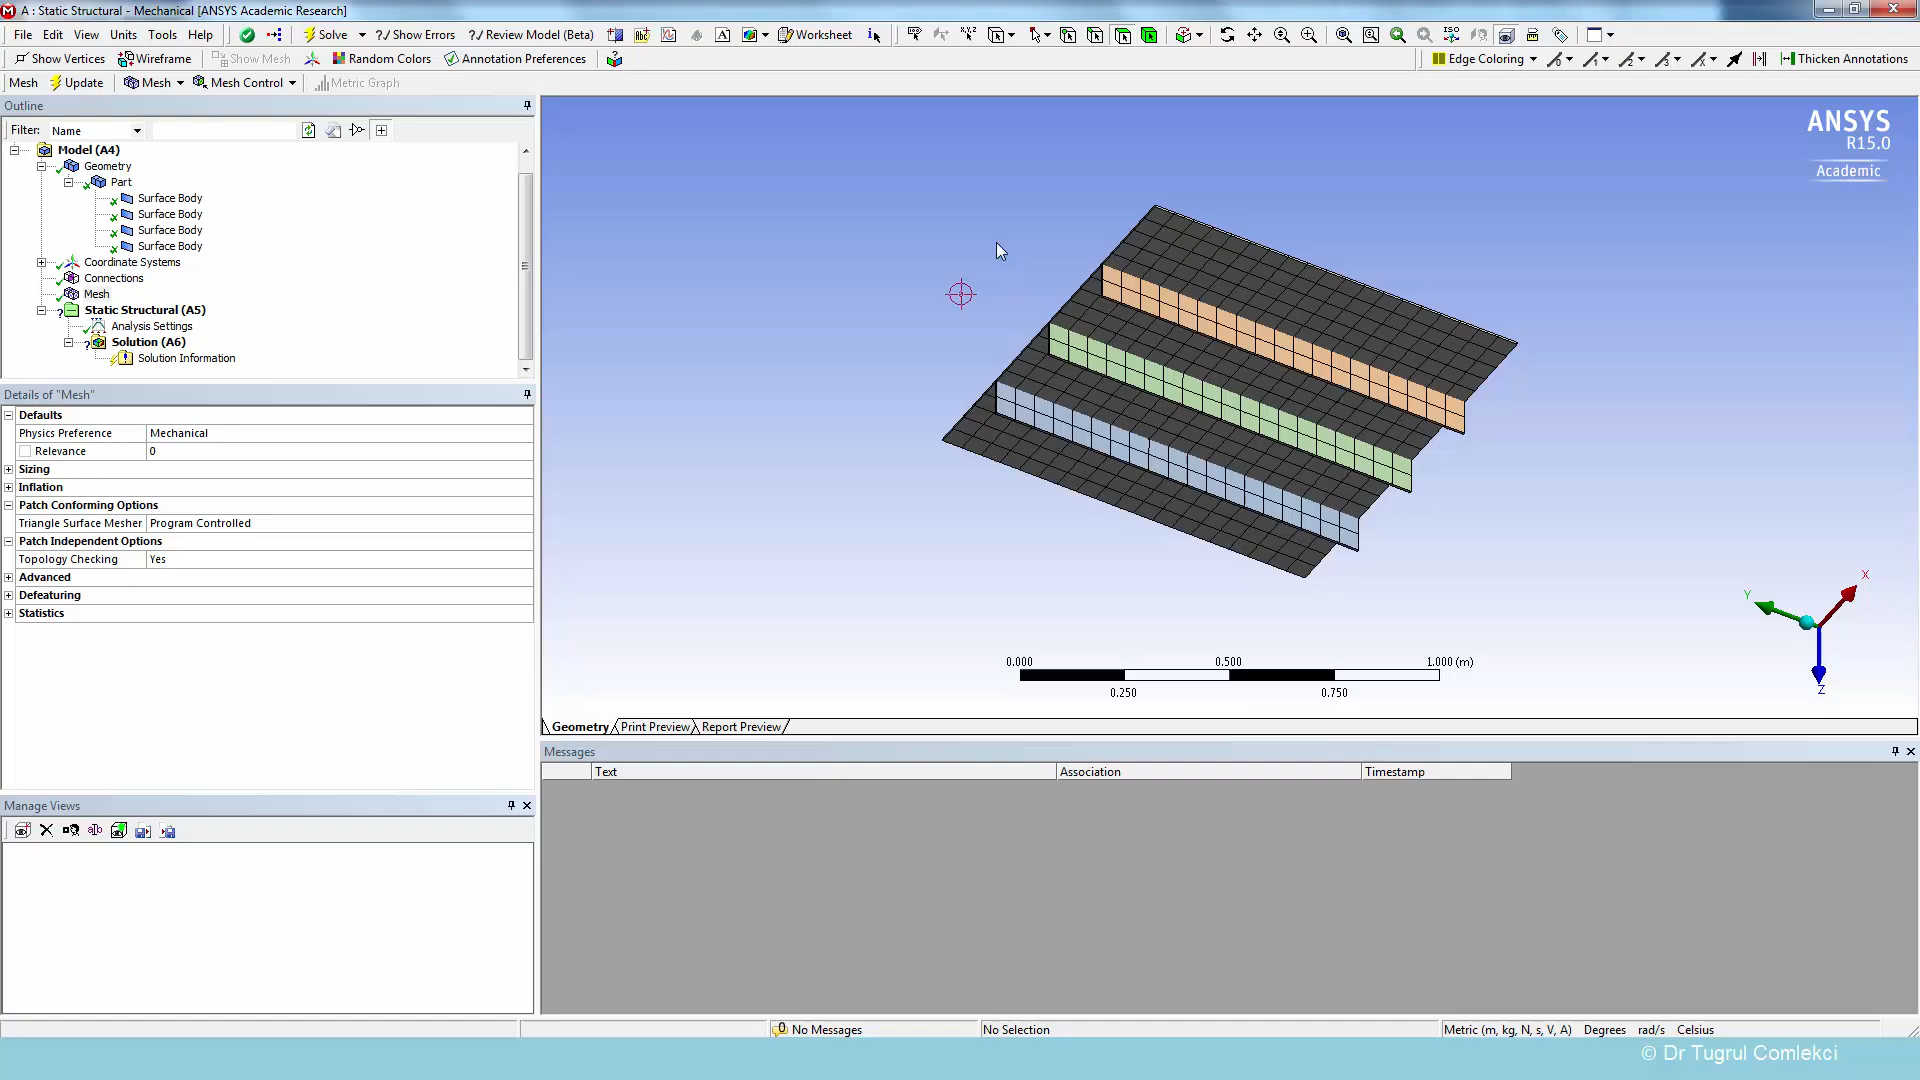 A : Static Structural - Mechanical [ANSYS Academic Research]
File Edit View Units Tools Help Solve ?/ Show Errors ?/ Review Model (Beta) Worksheet
Show Vertices Wireframe Show Mesh Random Colors Annotation Preferences Edge Coloring Thicken Annotations
Mesh Update Mesh Mesh Control Metric Graph
Outline
Filter: Name
Model (A4)
Geometry
Part
Surface Body
Surface Body
Surface Body
Surface Body
Coordinate Systems
Connections
Mesh
Static Structural (A5)
Analysis Settings
Solution (A6)
Solution Information
Details of "Mesh"
Defaults
Physics Preference Mechanical
Relevance 0
Sizing
Inflation
Patch Conforming Options
Triangle Surface Mesher Program Controlled
Patch Independent Options
Topology Checking Yes
Advanced
Defeaturing
Statistics
Manage Views
ANSYS
R15.0
Academic
X
Y
Z
0.000 0.500 1.000 (m)
0.250 0.750
Geometry Print Preview Report Preview
Messages
Text Association Timestamp
0 No Messages No Selection Metric (m, kg, N, s, V, A) Degrees rad/s Celsius
© Dr Tugrul Comlekci